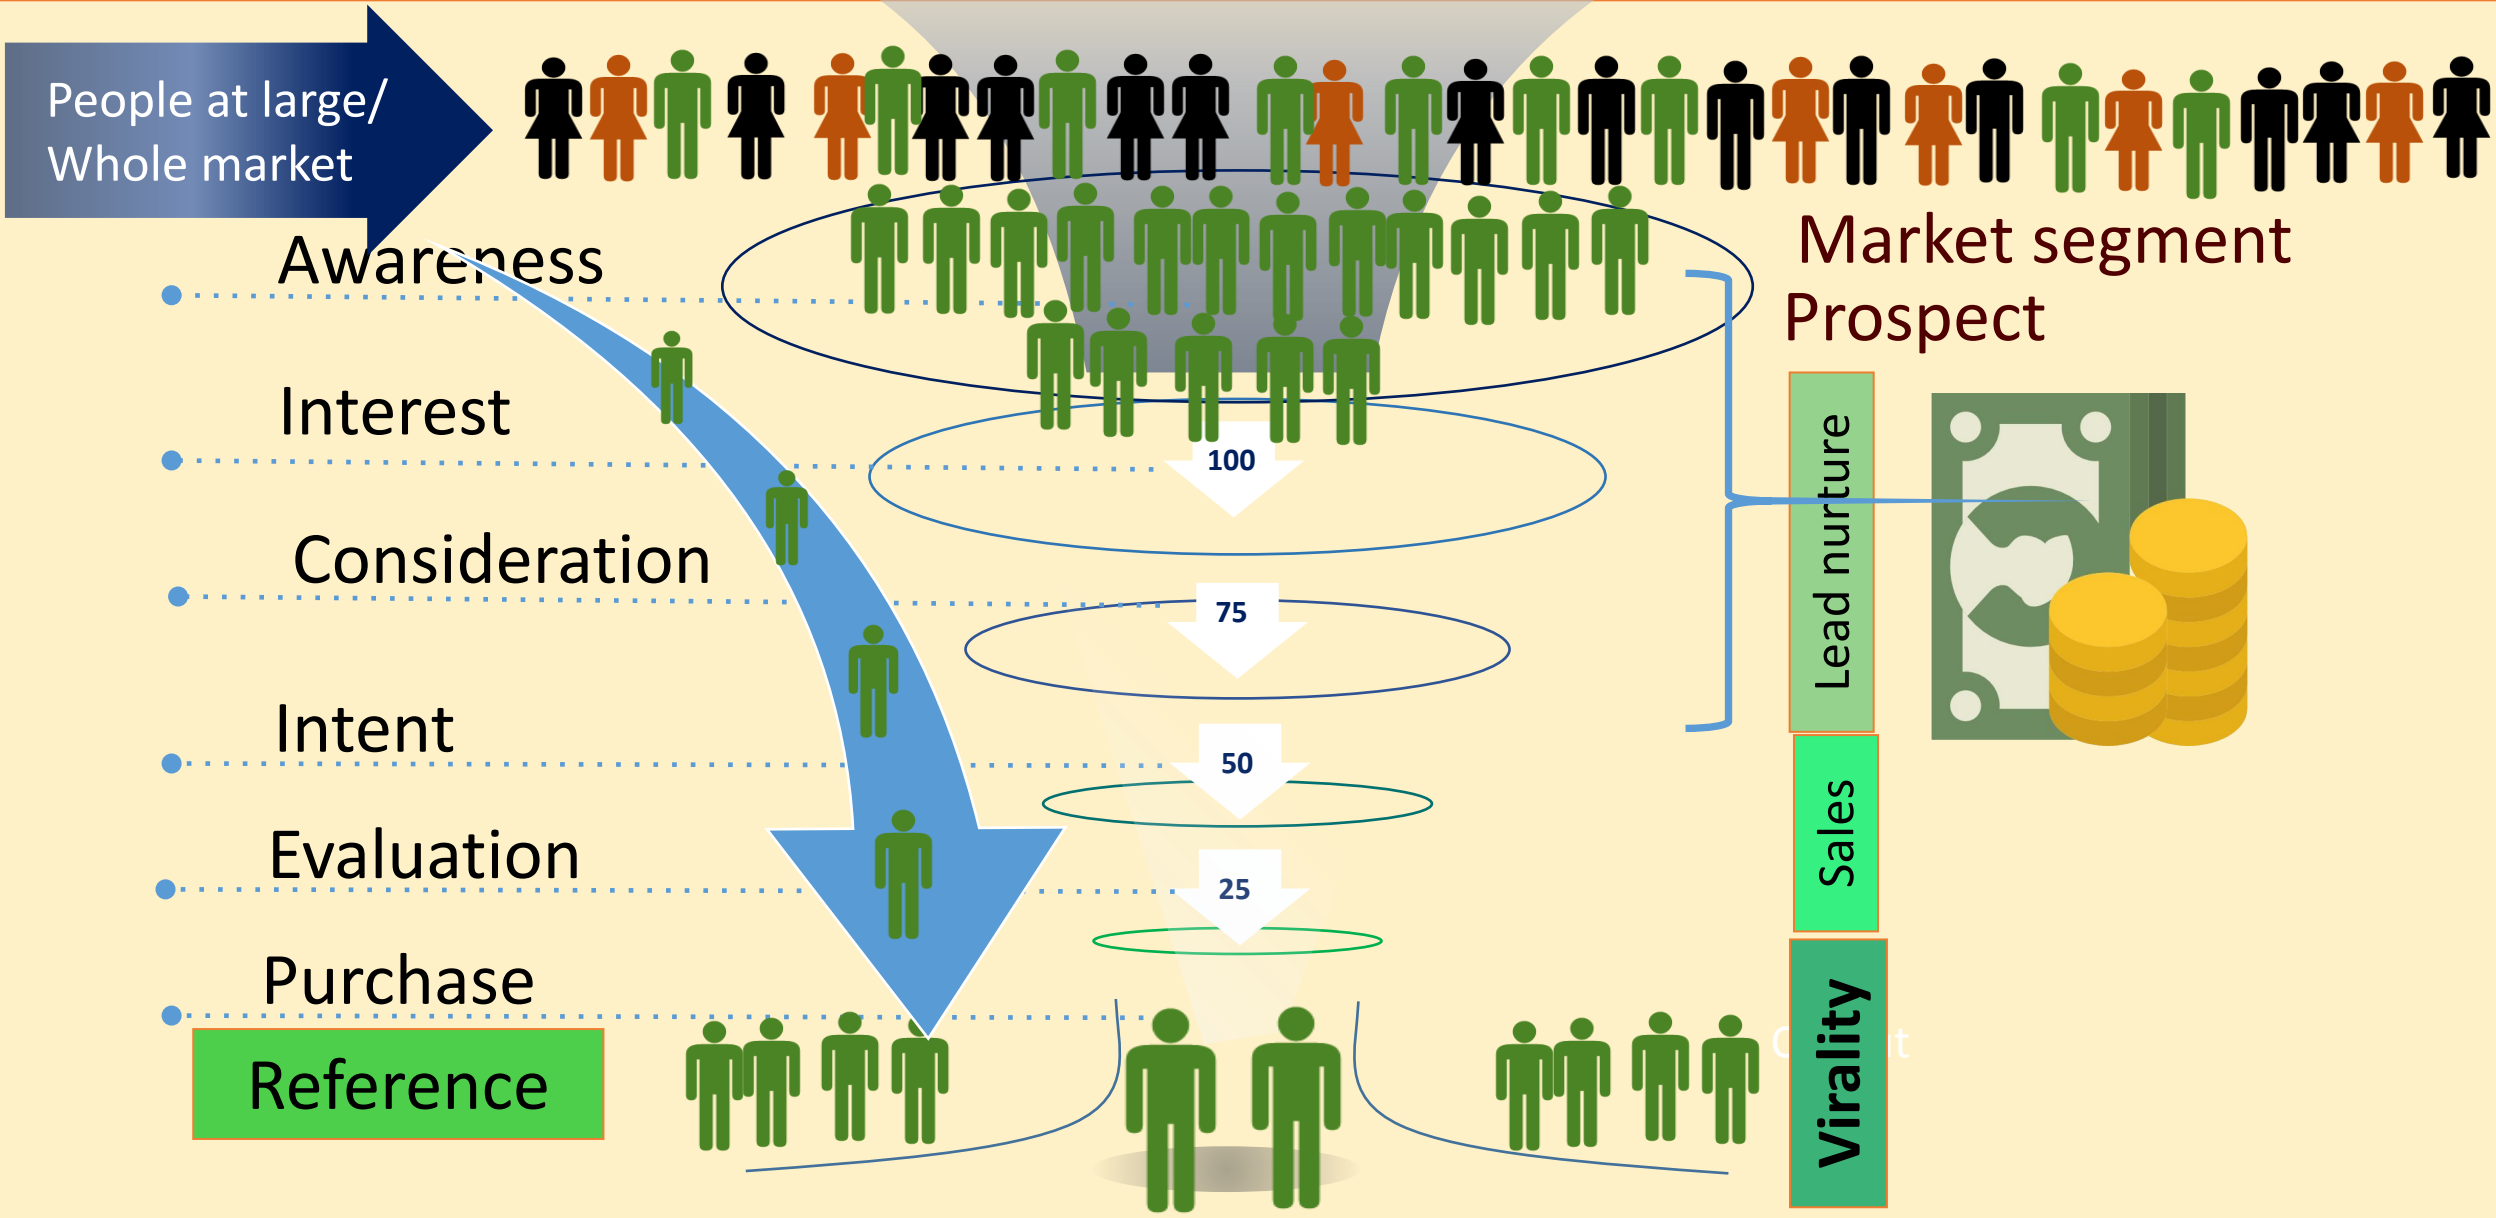 People at large/
Whole market
Awareness
Market segment
Prospect
Interest
100
Consideration
75
Lead nurture
Intent
50
Sales
Evaluation
25
Purchase
Reference
Virality